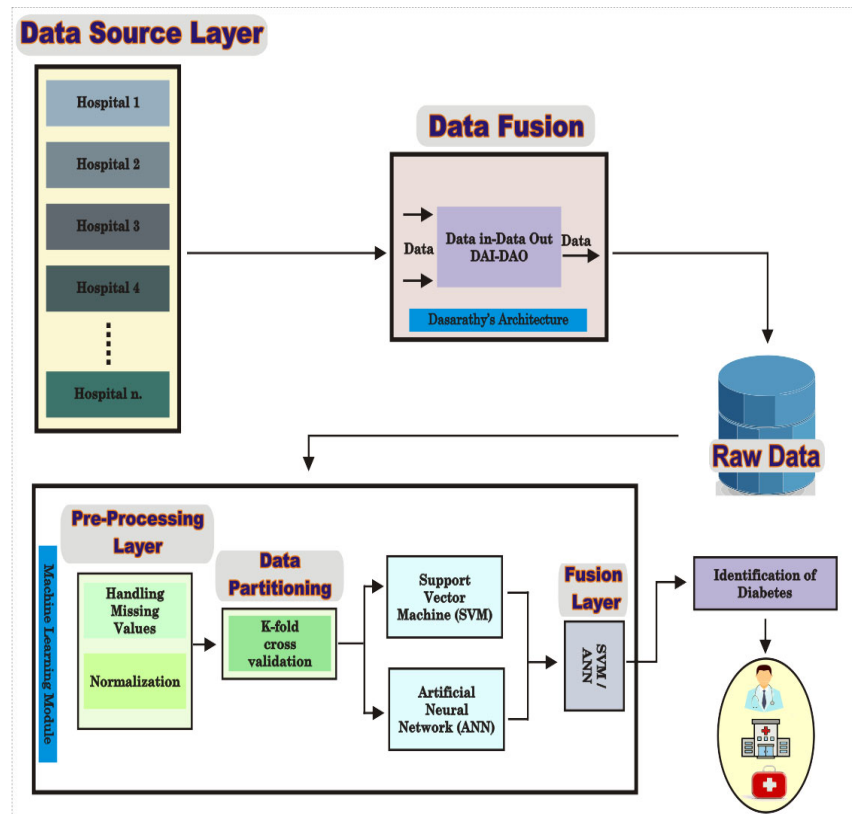 Data Source Layer
Hospital 1
Hospital 2
Hospital 3
Hospital 4
Hospital n.
Data Fusion
Data
Data in-Data Out
DAI-DAO
Data
Dasarathy's Architecture
Raw Data
Machine Learning Module
Pre-Processing
Layer
Handling
Missing
Values
Normalization
Data
Partitioning
K-fold
cross
validation
Support
Vector
Machine (SVM)
Artificial
Neural
Network (ANN)
Fusion
Layer
SVM /
ANN
Identification of
Diabetes